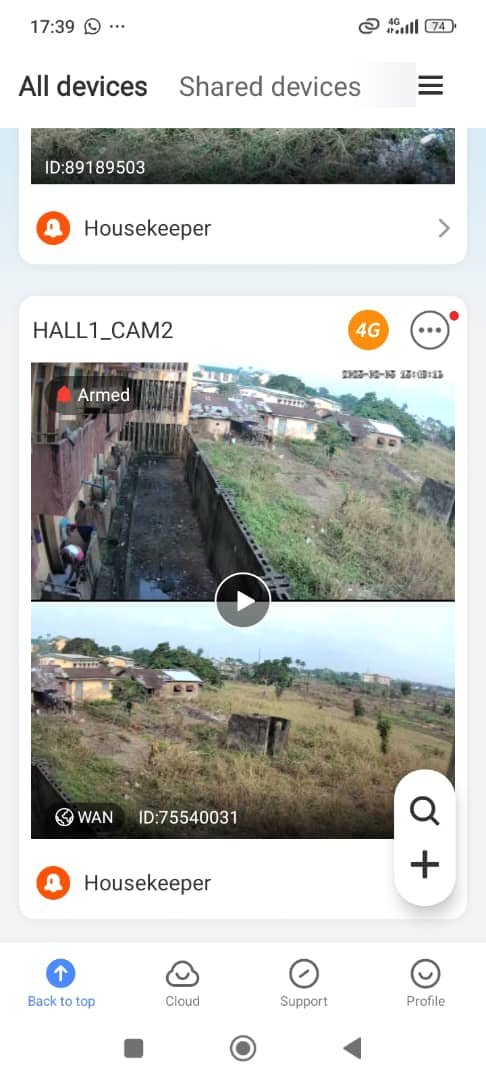 17:39
4G
74
All devices
Shared devices
ID:89189503
Housekeeper
HALL1_CAM2
4G
Armed
WAN
ID:75540031
Housekeeper
Back to top
Cloud
Support
Profile